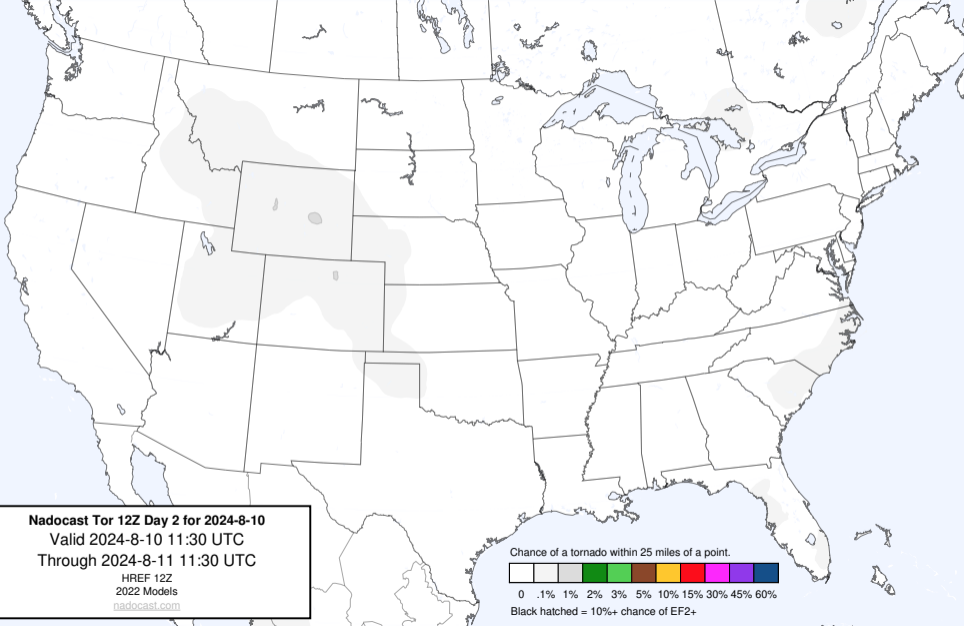 Nadocast Tor 12Z Day 2 for 2024-8-10
Valid 2024-8-10 11:30 UTC
Through 2024-8-11 11:30 UTC
HREF 12Z
2022 Models
nadocast.com
Chance of a tornado within 25 miles of a point.
0 .1% 1% 2% 3% 5% 10% 15% 30% 45% 60%
Black hatched = 10%+ chance of EF2+